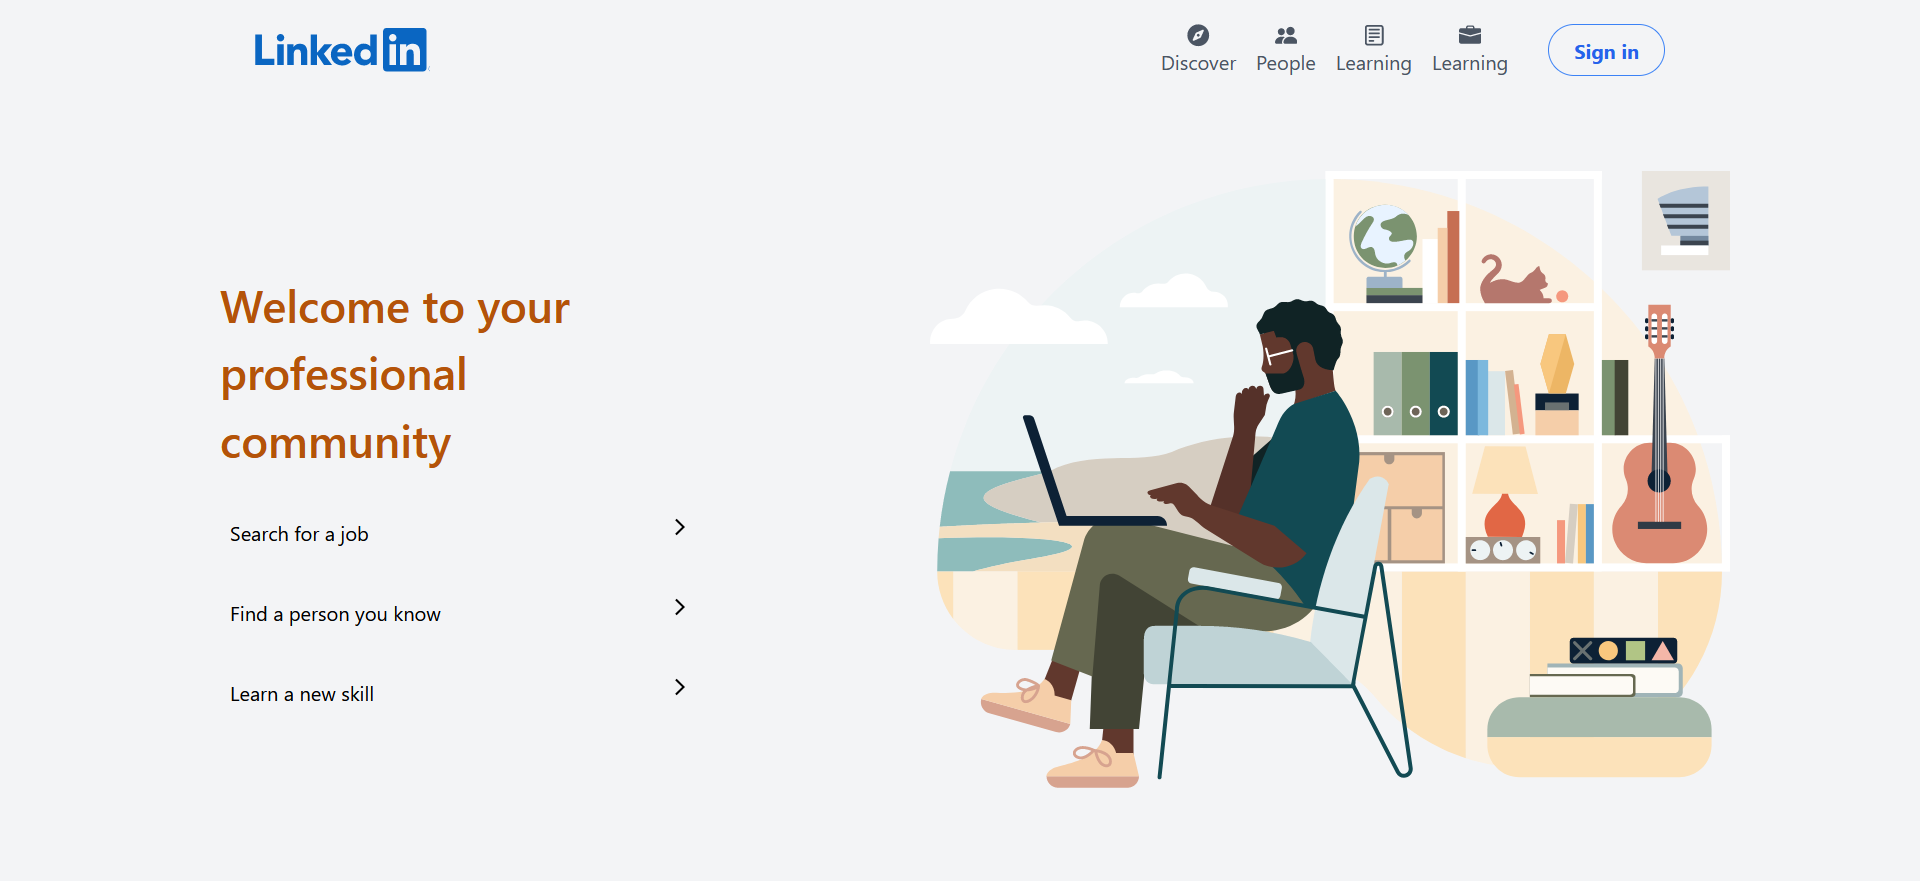 Linkedin
Discover People Learning Learning Sign in
Welcome to your
professional
community
Search for a job
Find a person you know
Learn a new skill